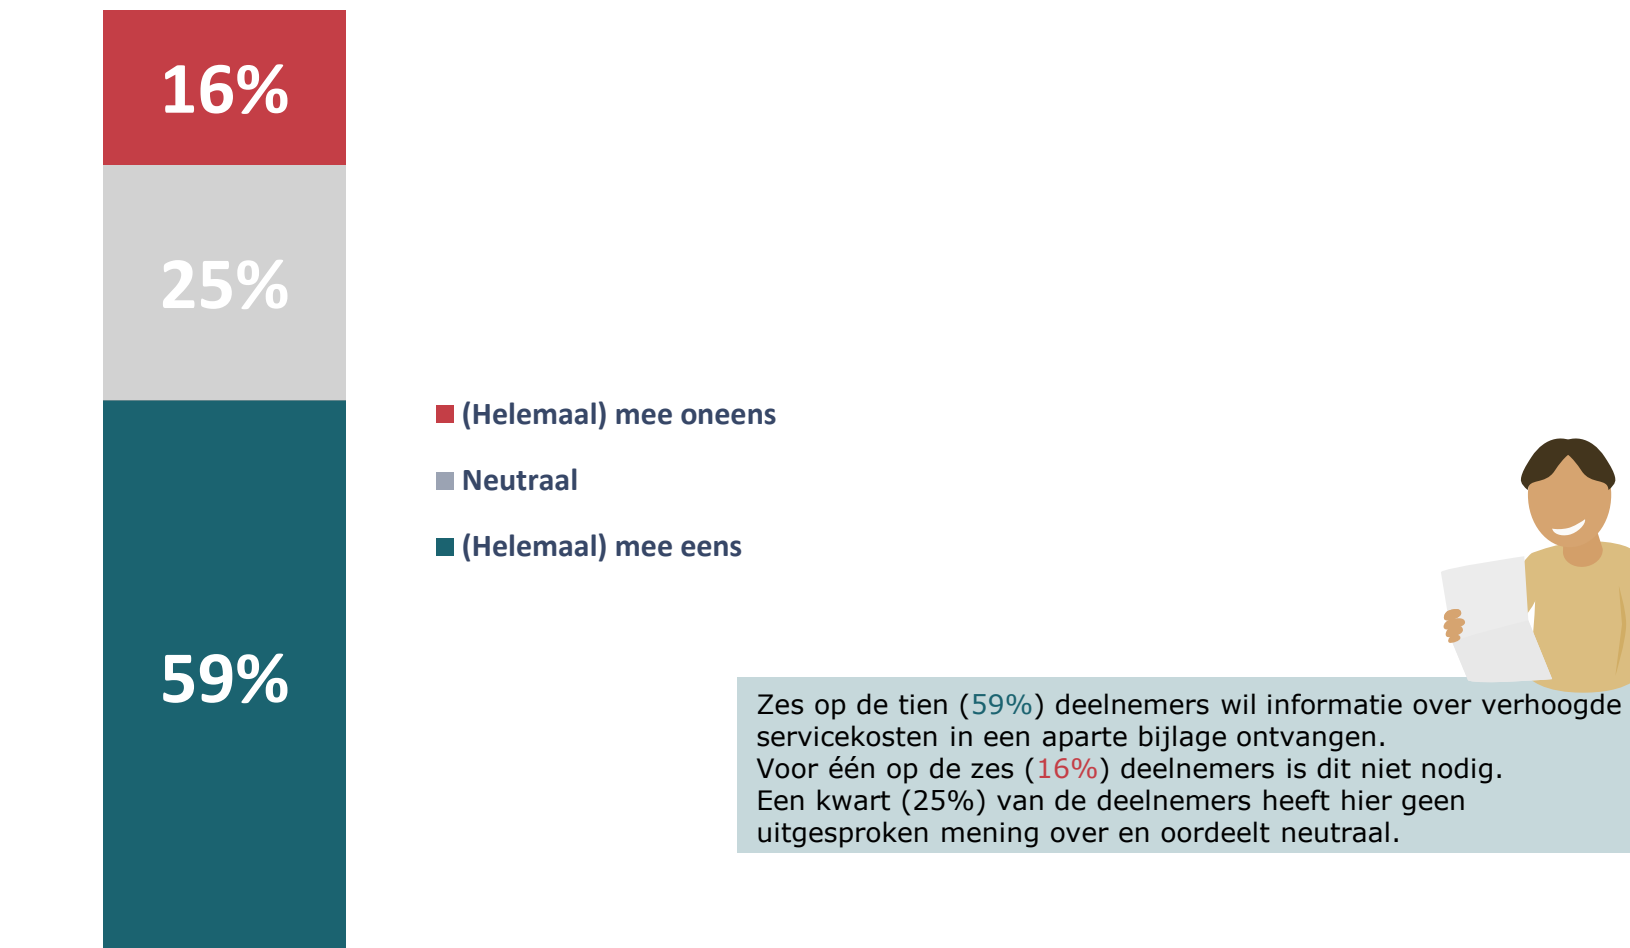 16%
25%
59%
(Helemaal) mee oneens
Neutraal
(Helemaal) mee eens
Zes op de tien (59%) deelnemers wil informatie over verhoogde
servicekosten in een aparte bijlage ontvangen.
Voor één op de zes (16%) deelnemers is dit niet nodig.
Een kwart (25%) van de deelnemers heeft hier geen
uitgesproken mening over en oordeelt neutraal.